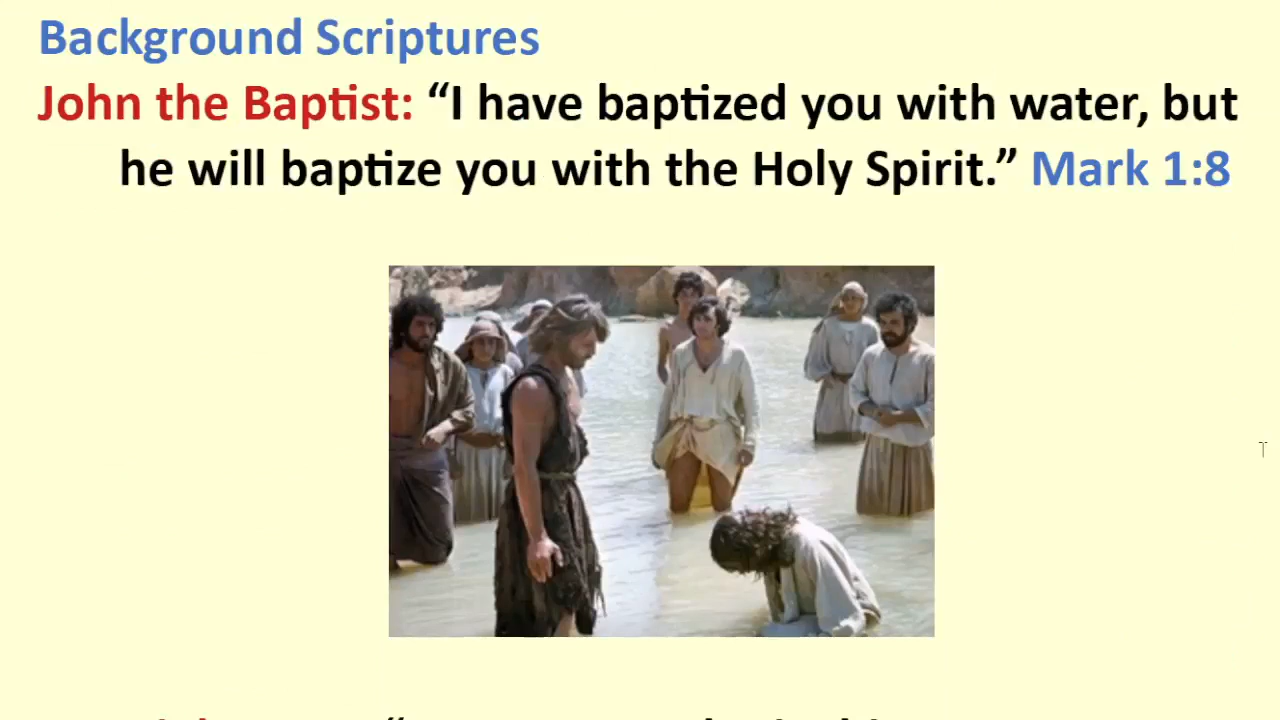 Background Scriptures
John the Baptist: “I have baptized you with water, but
he will baptize you with the Holy Spirit.” Mark 1:8